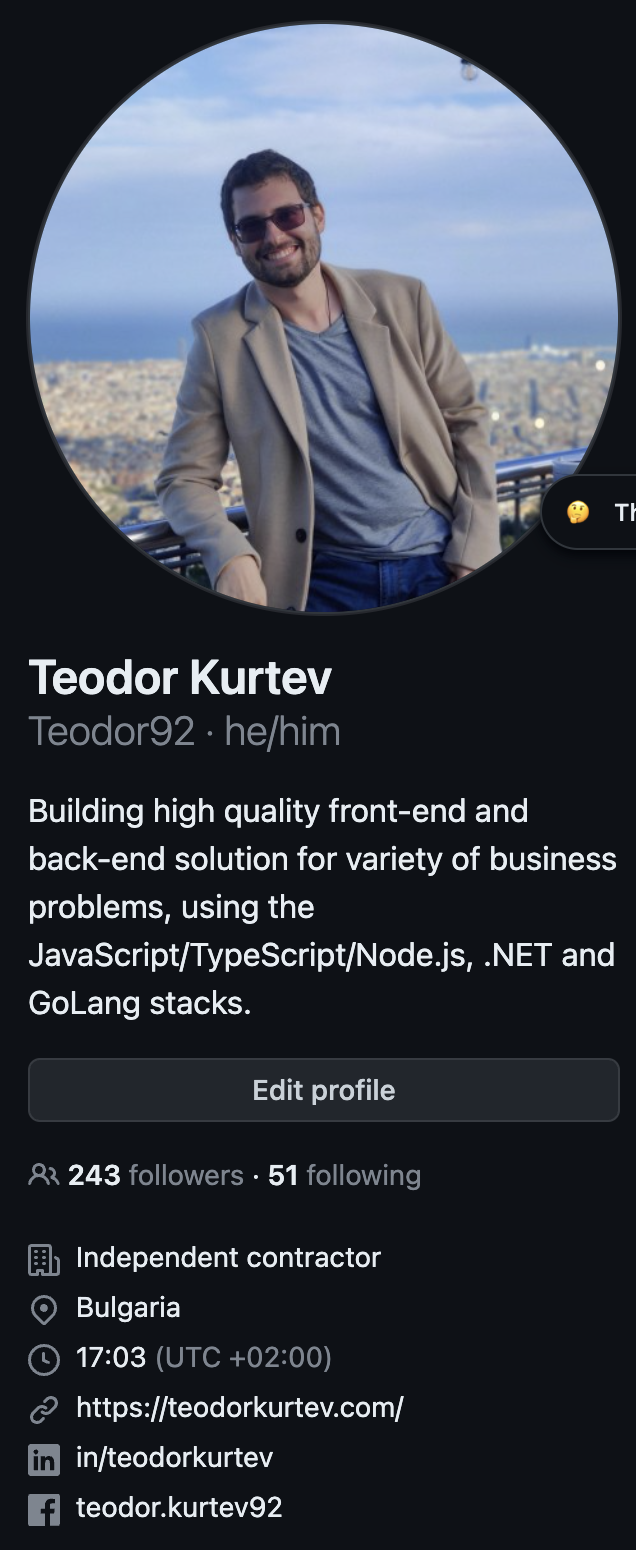 Th
Teodor Kurtev
Teodor92 · he/him
Building high quality front-end and
back-end solution for variety of business
problems, using the
JavaScript/TypeScript/Node.js, .NET and
GoLang stacks.
Edit profile
243 followers · 51 following
Independent contractor
Bulgaria
17:03 (UTC +02:00)
https://teodorkurtev.com/
in/teodorkurtev
teodor.kurtev92